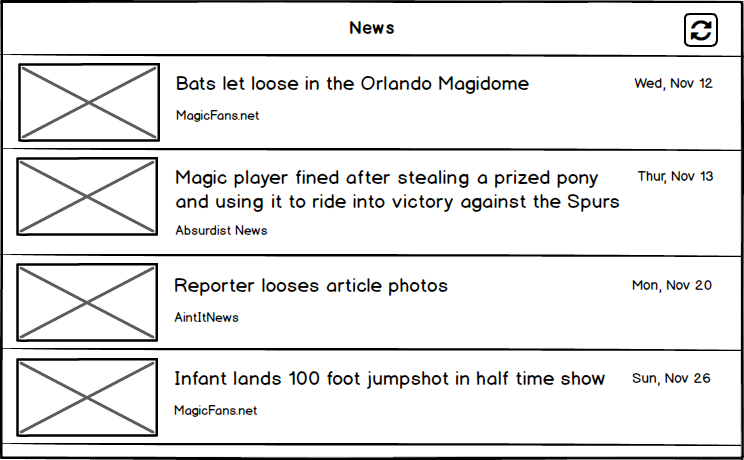 News
Bats let loose in the Orlando Magidome
Wed, Nov 12
MagicFans.net
Magic player fined after stealing a prized pony
and using it to ride into victory against the Spurs
Thur, Nov 13
Absurdist News
Reporter looses article photos
Mon, Nov 20
AintItNews
Infant lands 100 foot jumpshot in half time show
Sun, Nov 26
MagicFans.net